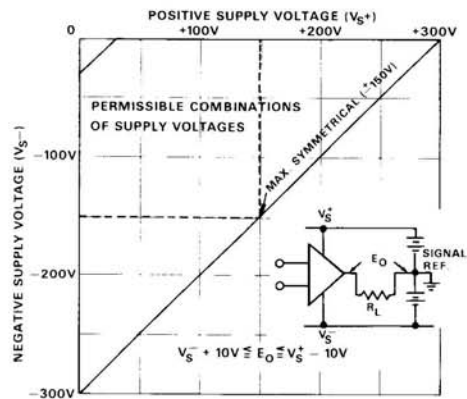 POSITIVE SUPPLY VOLTAGE (VS+)
0 +100V +200V +300V
NEGATIVE SUPPLY VOLTAGE (VS−)
−100V
−200V
−300V
PERMISSIBLE COMBINATIONS
OF SUPPLY VOLTAGES
MAX. SYMMETRICAL (±150V)
VS+
EO
SIGNAL
REF.
RL
VS−
VS− + 10V ≦ EO ≦ VS+ − 10V